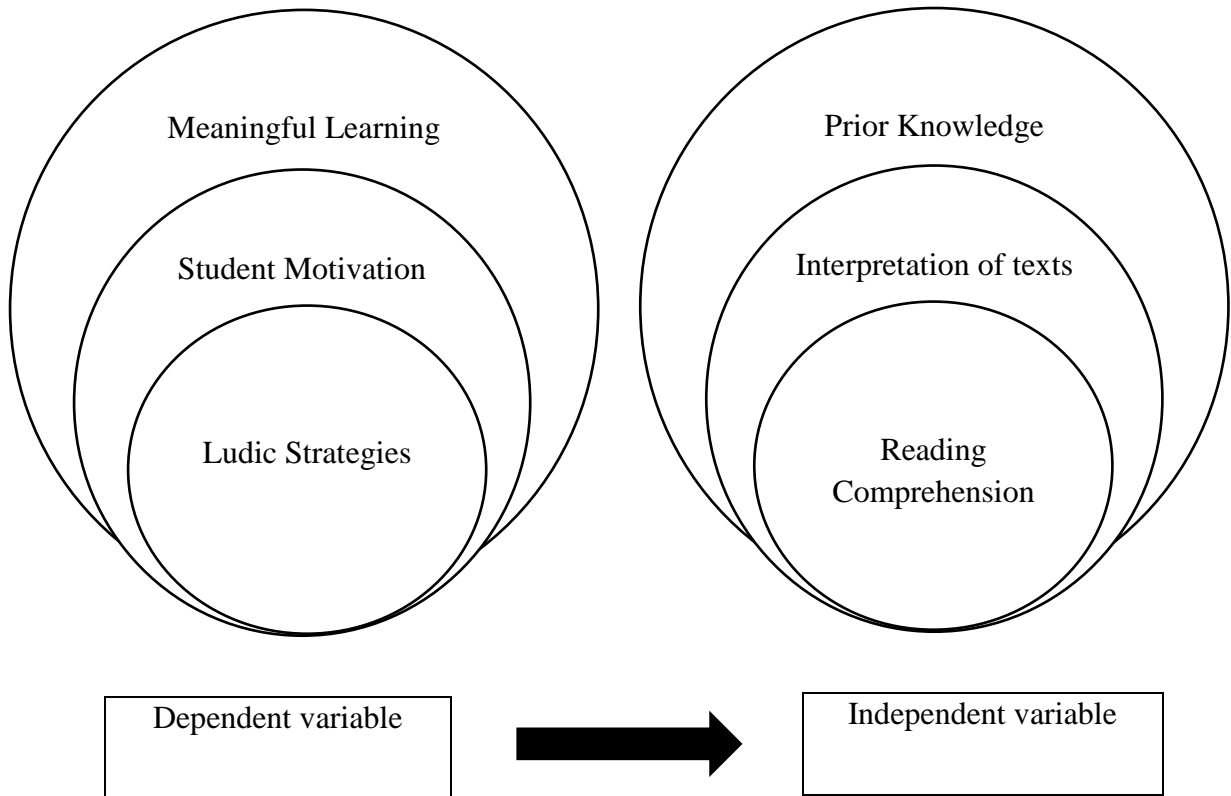 Meaningful Learning
Student Motivation
Ludic Strategies
Prior Knowledge
Interpretation of texts
Reading
Comprehension
Dependent variable
Independent variable